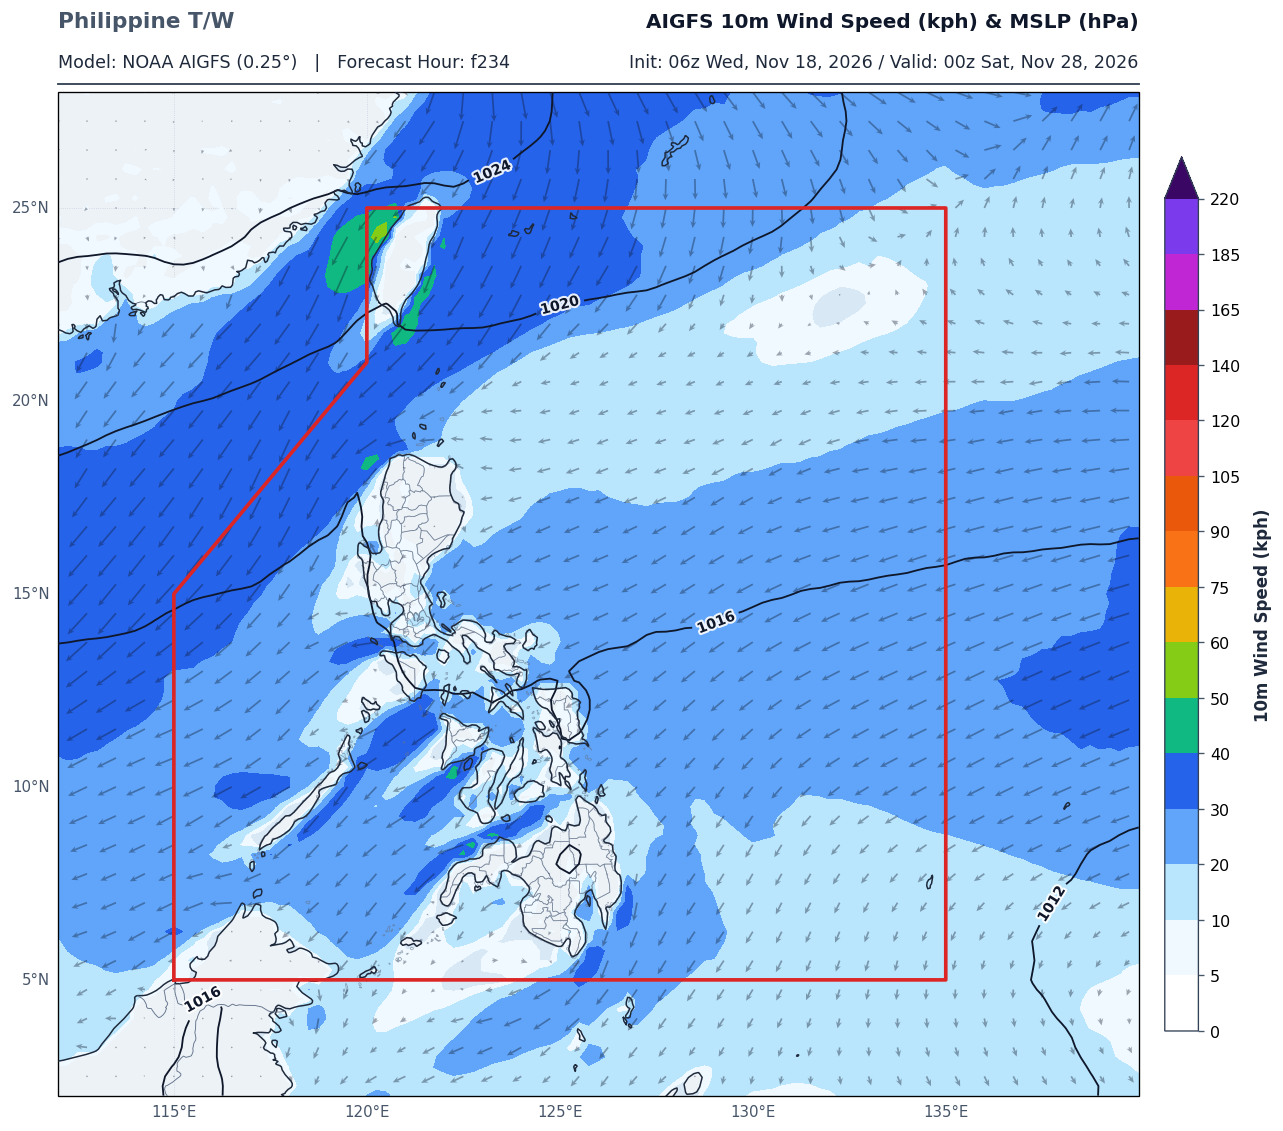 Philippine T/W
AIGFS 10m Wind Speed (kph) & MSLP (hPa)
Model: NOAA AIGFS (0.25°) | Forecast Hour: f234
Init: 06z Wed, Nov 18, 2026 / Valid: 00z Sat, Nov 28, 2026
1024
1020
1016
1012
1016
25°N
20°N
15°N
10°N
5°N
115°E
120°E
125°E
130°E
135°E
220
185
165
140
120
105
90
75
60
50
40
30
20
10
5
0
10m Wind Speed (kph)